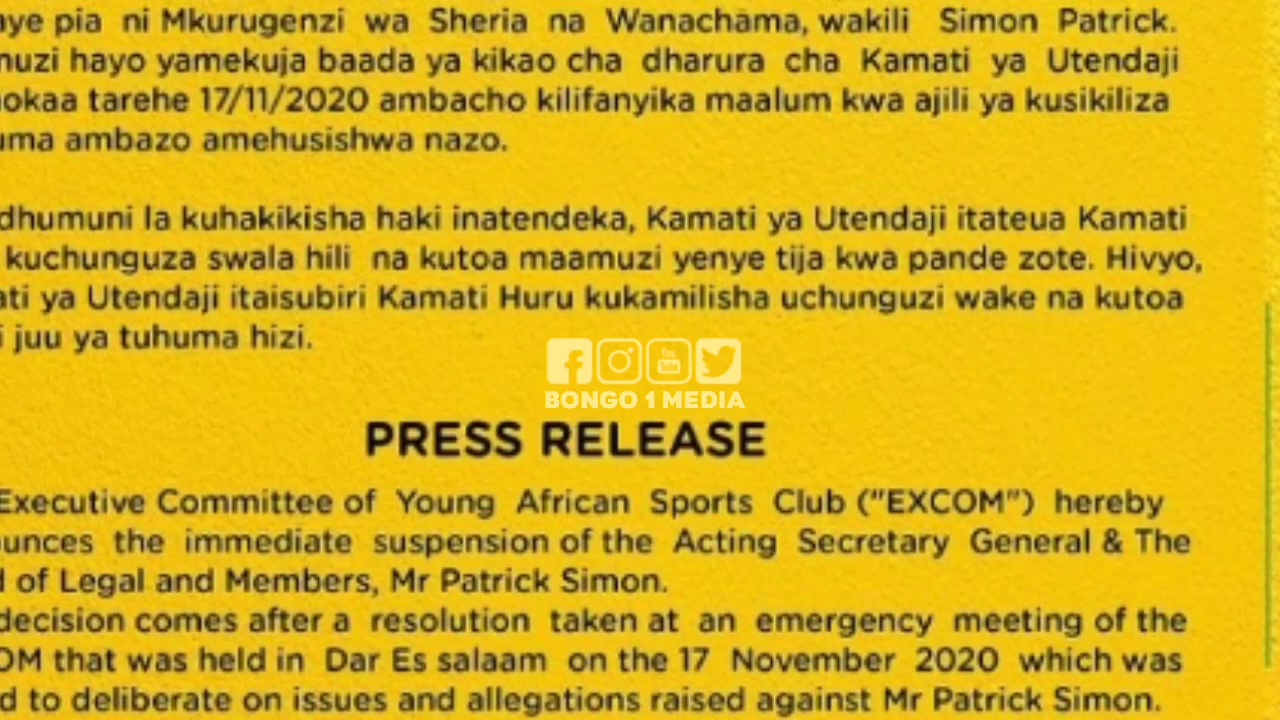 aye pia ni Mkurugenzi wa Sheria na Wanachama, wakili Simon Patrick.
nuzi hayo yamekuja baada ya kikao cha dharura cha Kamati ya Utendaji
okaa tarehe 17/11/2020 ambacho kilifanyika maalum kwa ajili ya kusikiliza
uma ambazo amehusishwa nazo.
dhumuni la kuhakikisha haki inatendeka, Kamati ya Utendaji itateua Kamati
kuchunguza swala hili na kutoa maamuzi yenye tija kwa pande zote. Hivyo,
ati ya Utendaji itaisubiri Kamati Huru kukamilisha uchunguzi wake na kutoa
i juu ya tuhuma hizi.
You Tube
BONGO 1 MEDIA
PRESS RELEASE
Executive Committee of Young African Sports Club ("EXCOM") hereby
ounces the immediate suspension of the Acting Secretary General & The
d of Legal and Members, Mr Patrick Simon.
decision comes after a resolution taken at an emergency meeting of the
OM that was held in Dar Es salaam on the 17 November 2020 which was
d to deliberate on issues and allegations raised against Mr Patrick Simon.